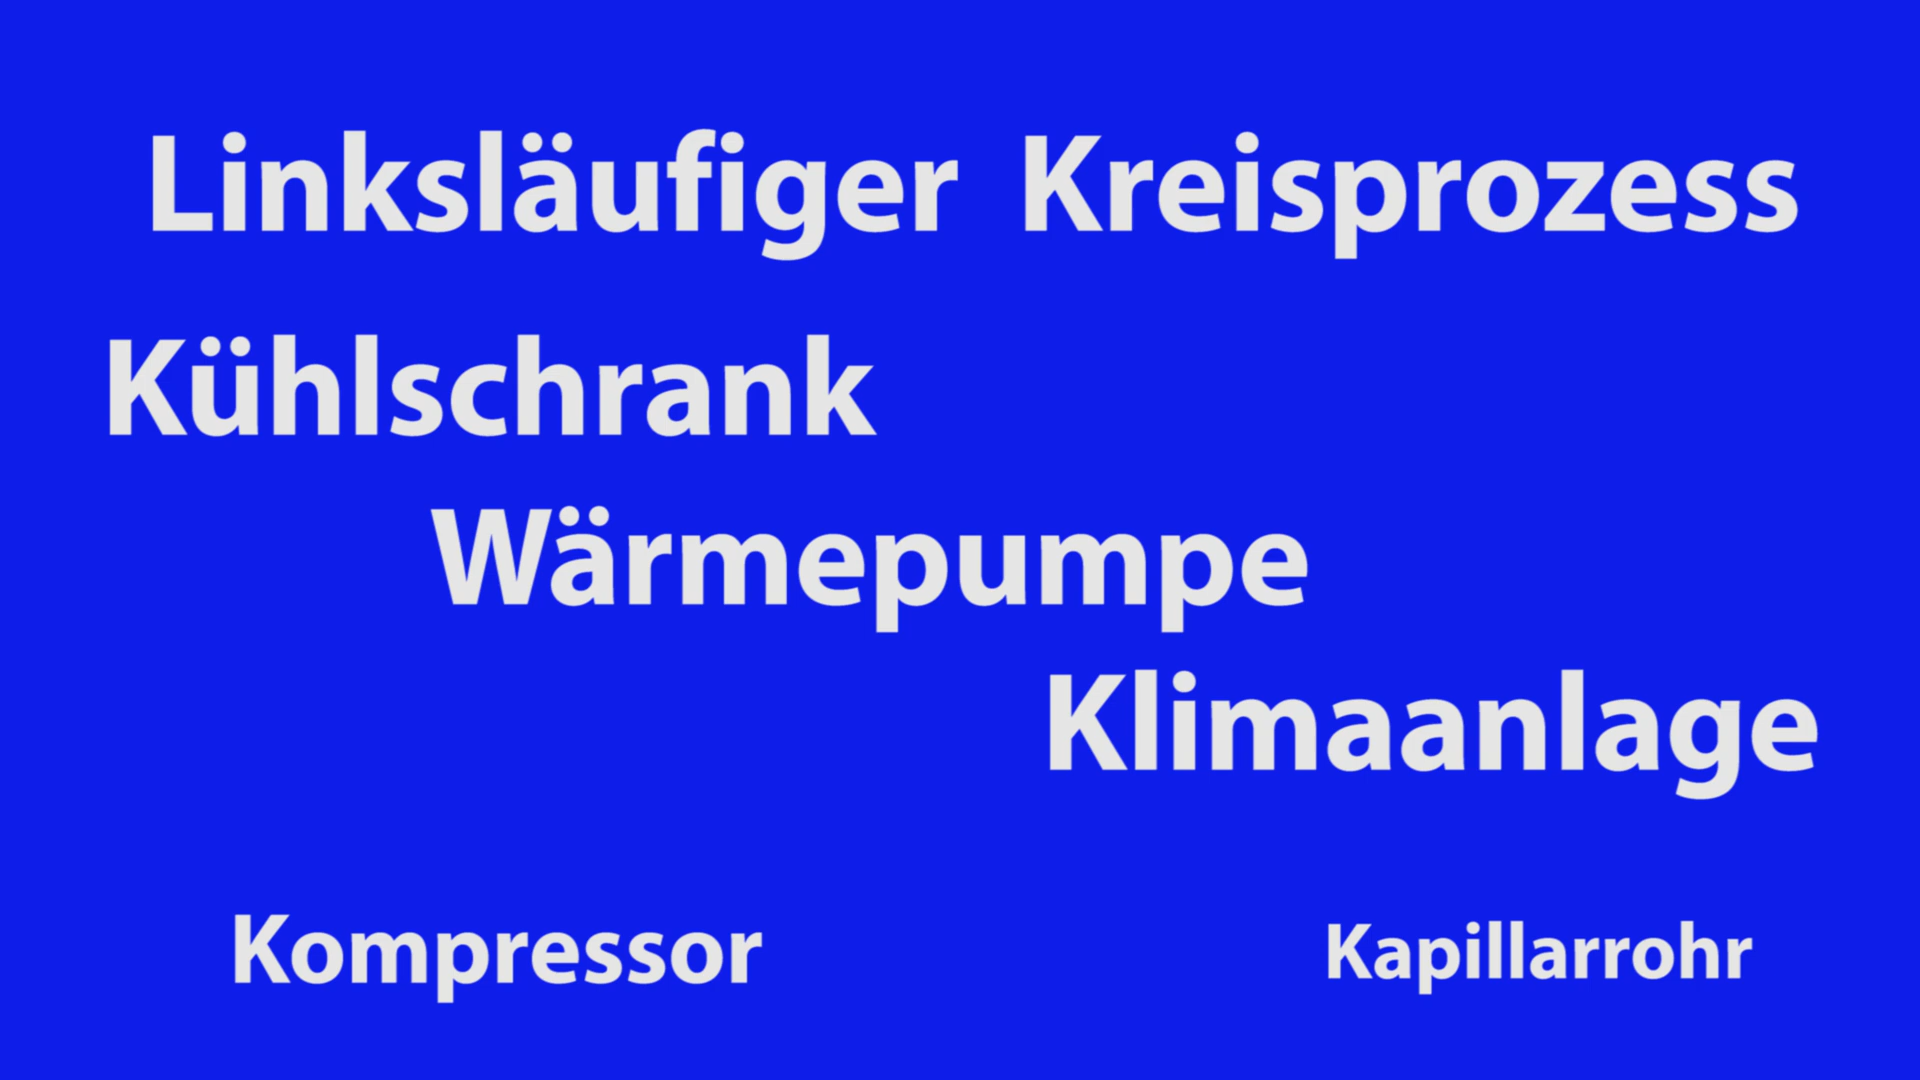 Linksläufiger Kreisprozess
Kühlschrank
Wärmepumpe
Klimaanlage
Kompressor Kapillarrohr